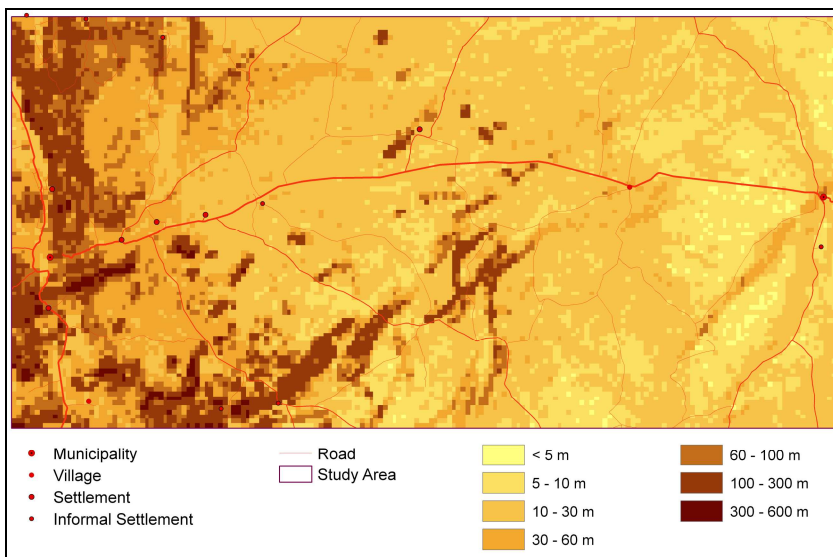 Municipality
Village
Settlement
Informal Settlement
Road
Study Area
< 5 m
5 - 10 m
10 - 30 m
30 - 60 m
60 - 100 m
100 - 300 m
300 - 600 m